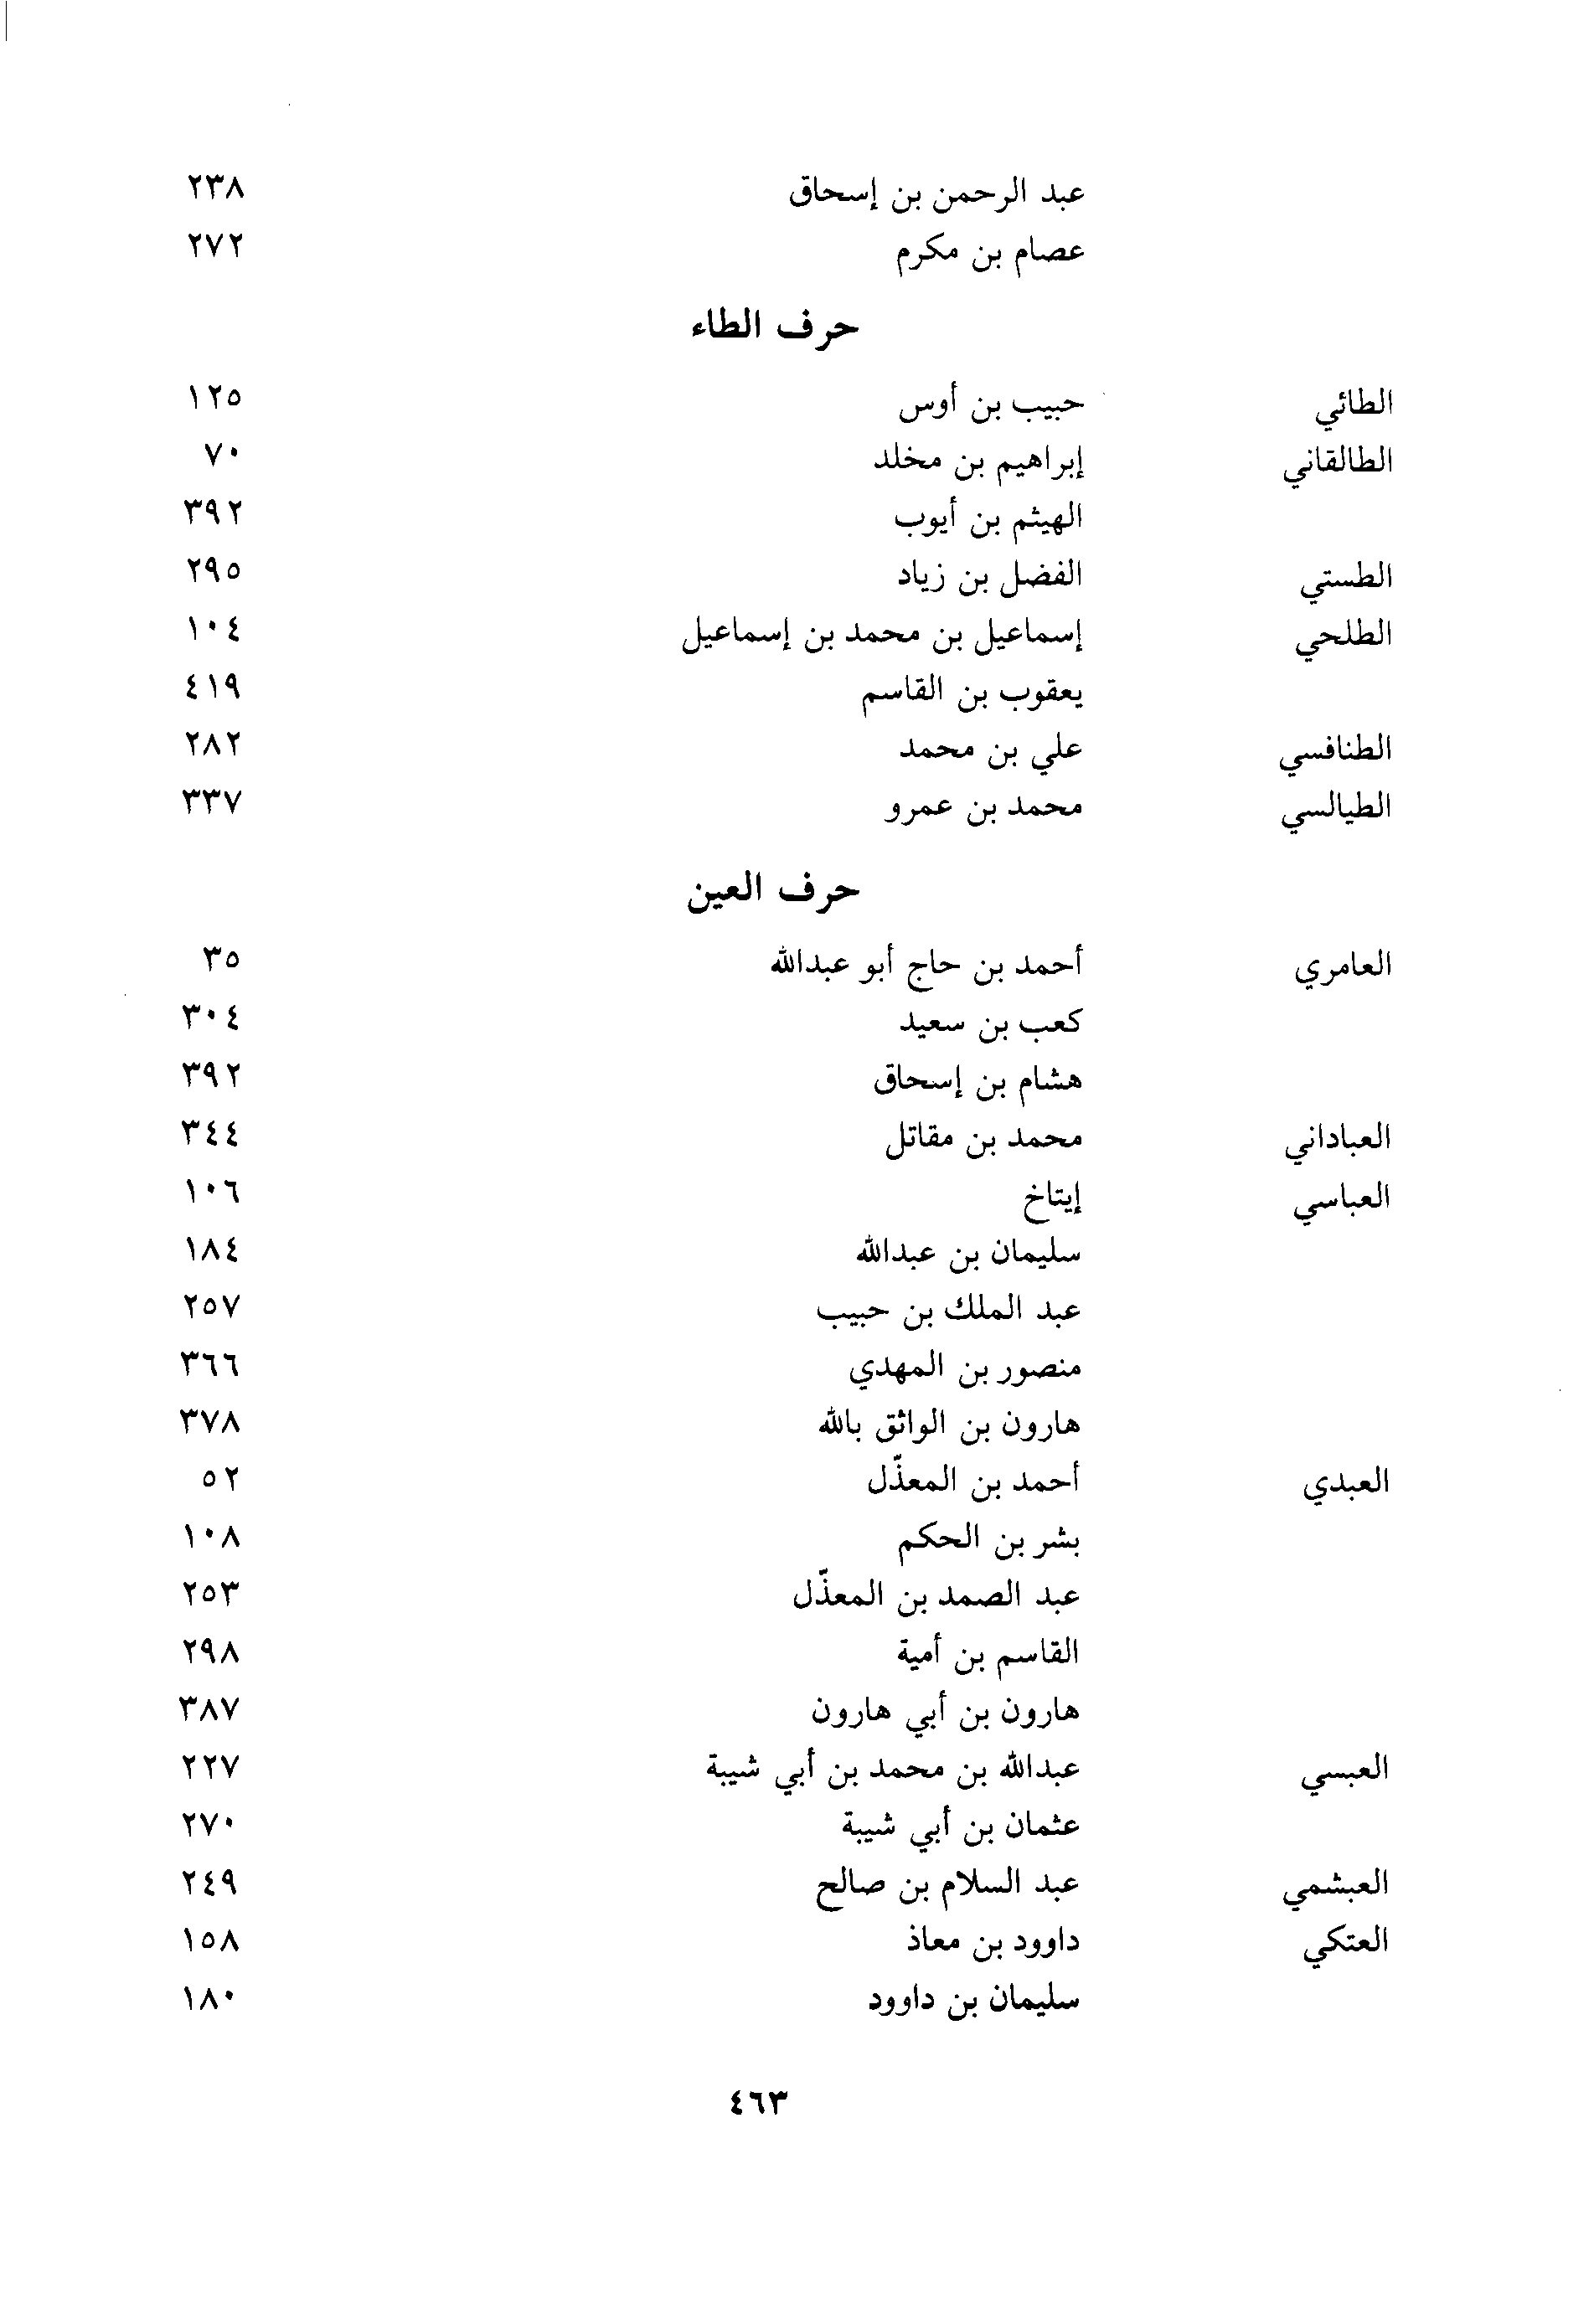 عبد الرحمن بن إسحاق ٢٣٨
عصام بن مكرم ٢٧٢
حرف الطاء
الطائي حبيب بن أوس ١٢٥
الطالقاني إبراهيم بن مخلد ٧٠
الهيثم بن أيوب ٣٩٢
الطستي الفضل بن زياد ٢٩٥
الطلحي إسماعيل بن محمد بن إسماعيل ١٠٤
يعقوب بن القاسم ٤١٩
الطنافسي علي بن محمد ٢٨٢
الطيالسي محمد بن عمرو ٣٣٧
حرف العين
العامري أحمد بن حاج أبو عبدالله ٣٥
كعب بن سعيد ٣٠٤
هشام بن إسحاق ٣٩٢
العباداني محمد بن مقاتل ٣٤٤
العباسي إيتاخ ١٠٦
سليمان بن عبدالله ١٨٤
عبد الملك بن حبيب ٢٥٧
منصور بن المهدي ٣٦٦
هارون بن الواثق بالله ٣٧٨
العبدي أحمد بن المعذّل ٥٢
بشر بن الحكم ١٠٨
عبد الصمد بن المعذّل ٢٥٣
القاسم بن أمية ٢٩٨
هارون بن أبي هارون ٣٨٧
العبسي عبدالله بن محمد بن أبي شيبة ٢٢٧
عثمان بن أبي شيبة ٢٧٠
العبشمي عبد السلام بن صالح ٢٤٩
العتكي داوود بن معاذ ١٥٨
سليمان بن داوود ١٨٠
٤٦٣